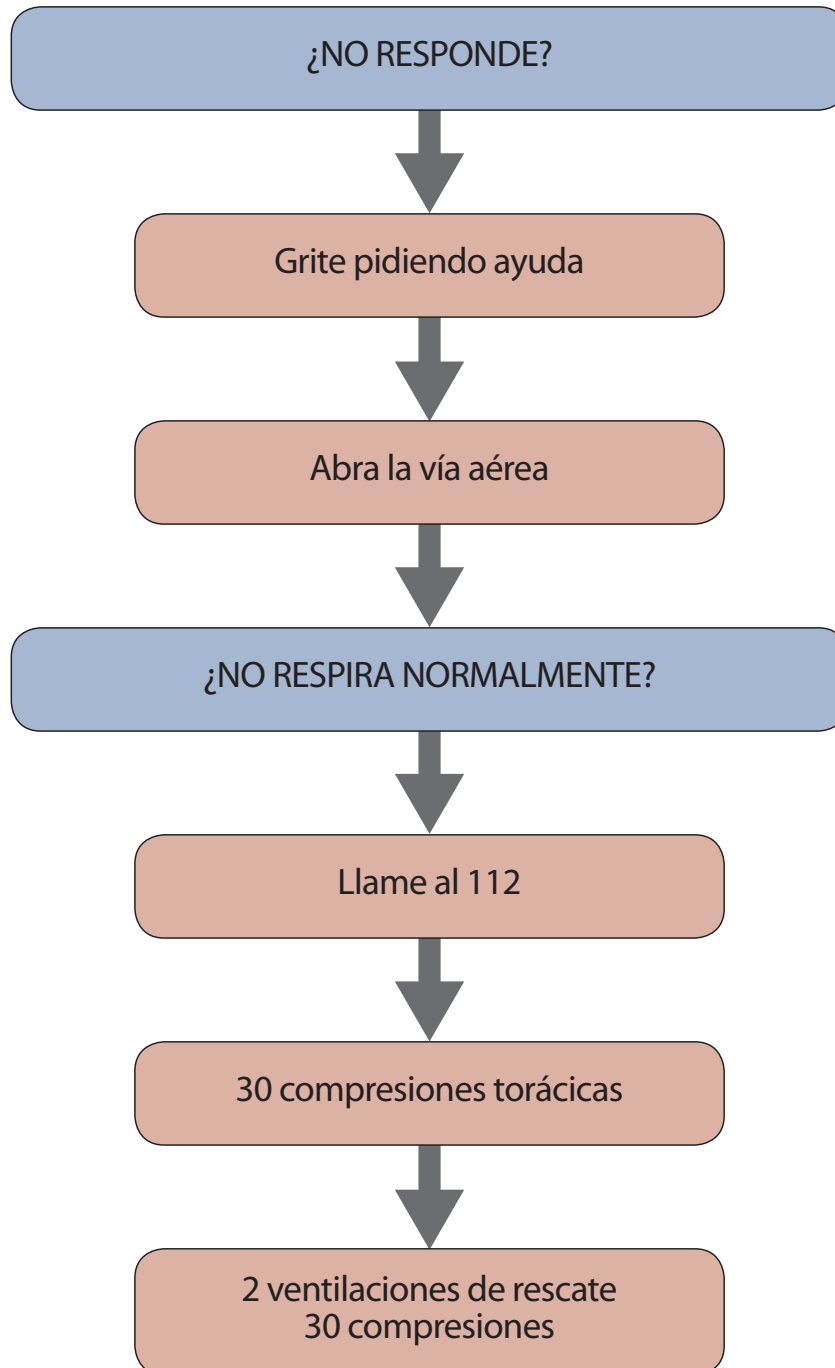 ¿NO RESPONDE?
Grite pidiendo ayuda
Abra la vía aérea
¿NO RESPIRA NORMALMENTE?
Llame al 112
30 compresiones torácicas
2 ventilaciones de rescate
30 compresiones